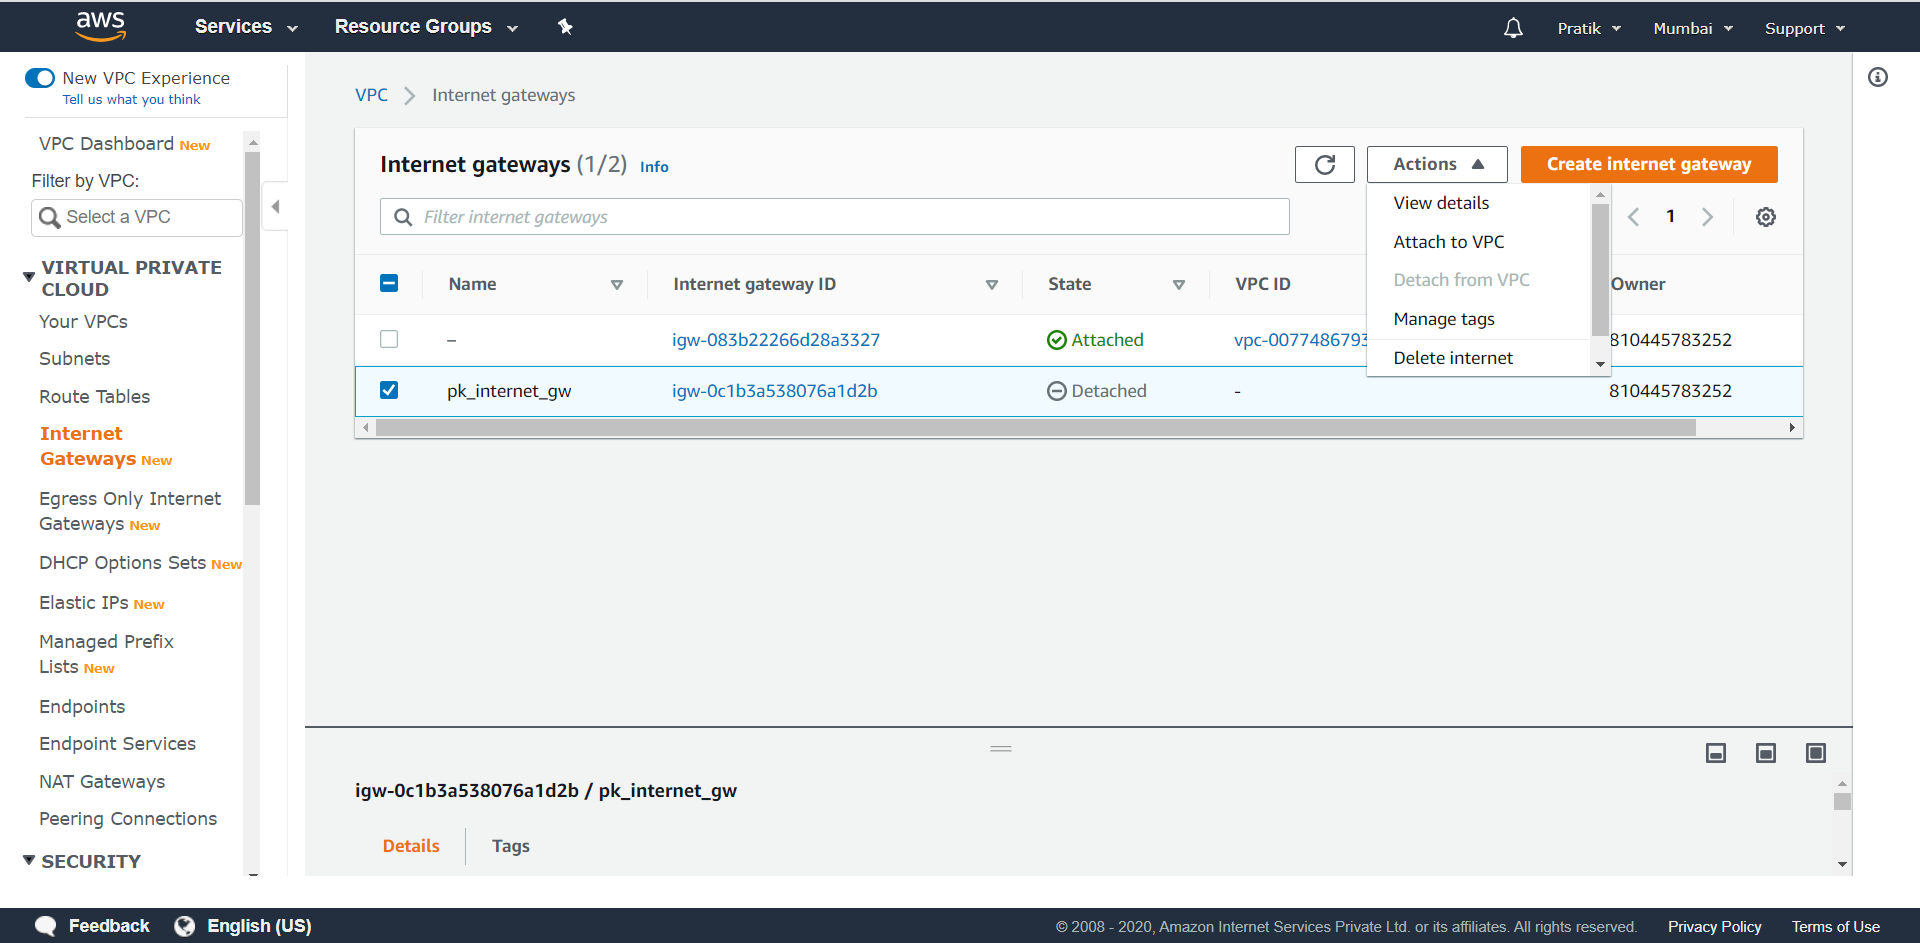 aws
Services
Resource Groups
Pratik
Mumbai
Support
New VPC Experience
Tell us what you think
VPC Dashboard New
Filter by VPC:
Select a VPC
VIRTUAL PRIVATE
CLOUD
Your VPCs
Subnets
Route Tables
Internet
Gateways New
Egress Only Internet
Gateways New
DHCP Options Sets New
Elastic IPs New
Managed Prefix
Lists New
Endpoints
Endpoint Services
NAT Gateways
Peering Connections
SECURITY
VPC
Internet gateways
Internet gateways (1/2) Info
Actions
Create internet gateway
Filter internet gateways
View details
Attach to VPC
Detach from VPC
Manage tags
Delete internet
1
Name
Internet gateway ID
State
VPC ID
Owner
– igw-083b22266d28a3327 Attached vpc-0077486793 810445783252
pk_internet_gw igw-0c1b3a538076a1d2b Detached - 810445783252
igw-0c1b3a538076a1d2b / pk_internet_gw
Details
Tags
Feedback
English (US)
© 2008 - 2020, Amazon Internet Services Private Ltd. or its affiliates. All rights reserved.
Privacy Policy
Terms of Use